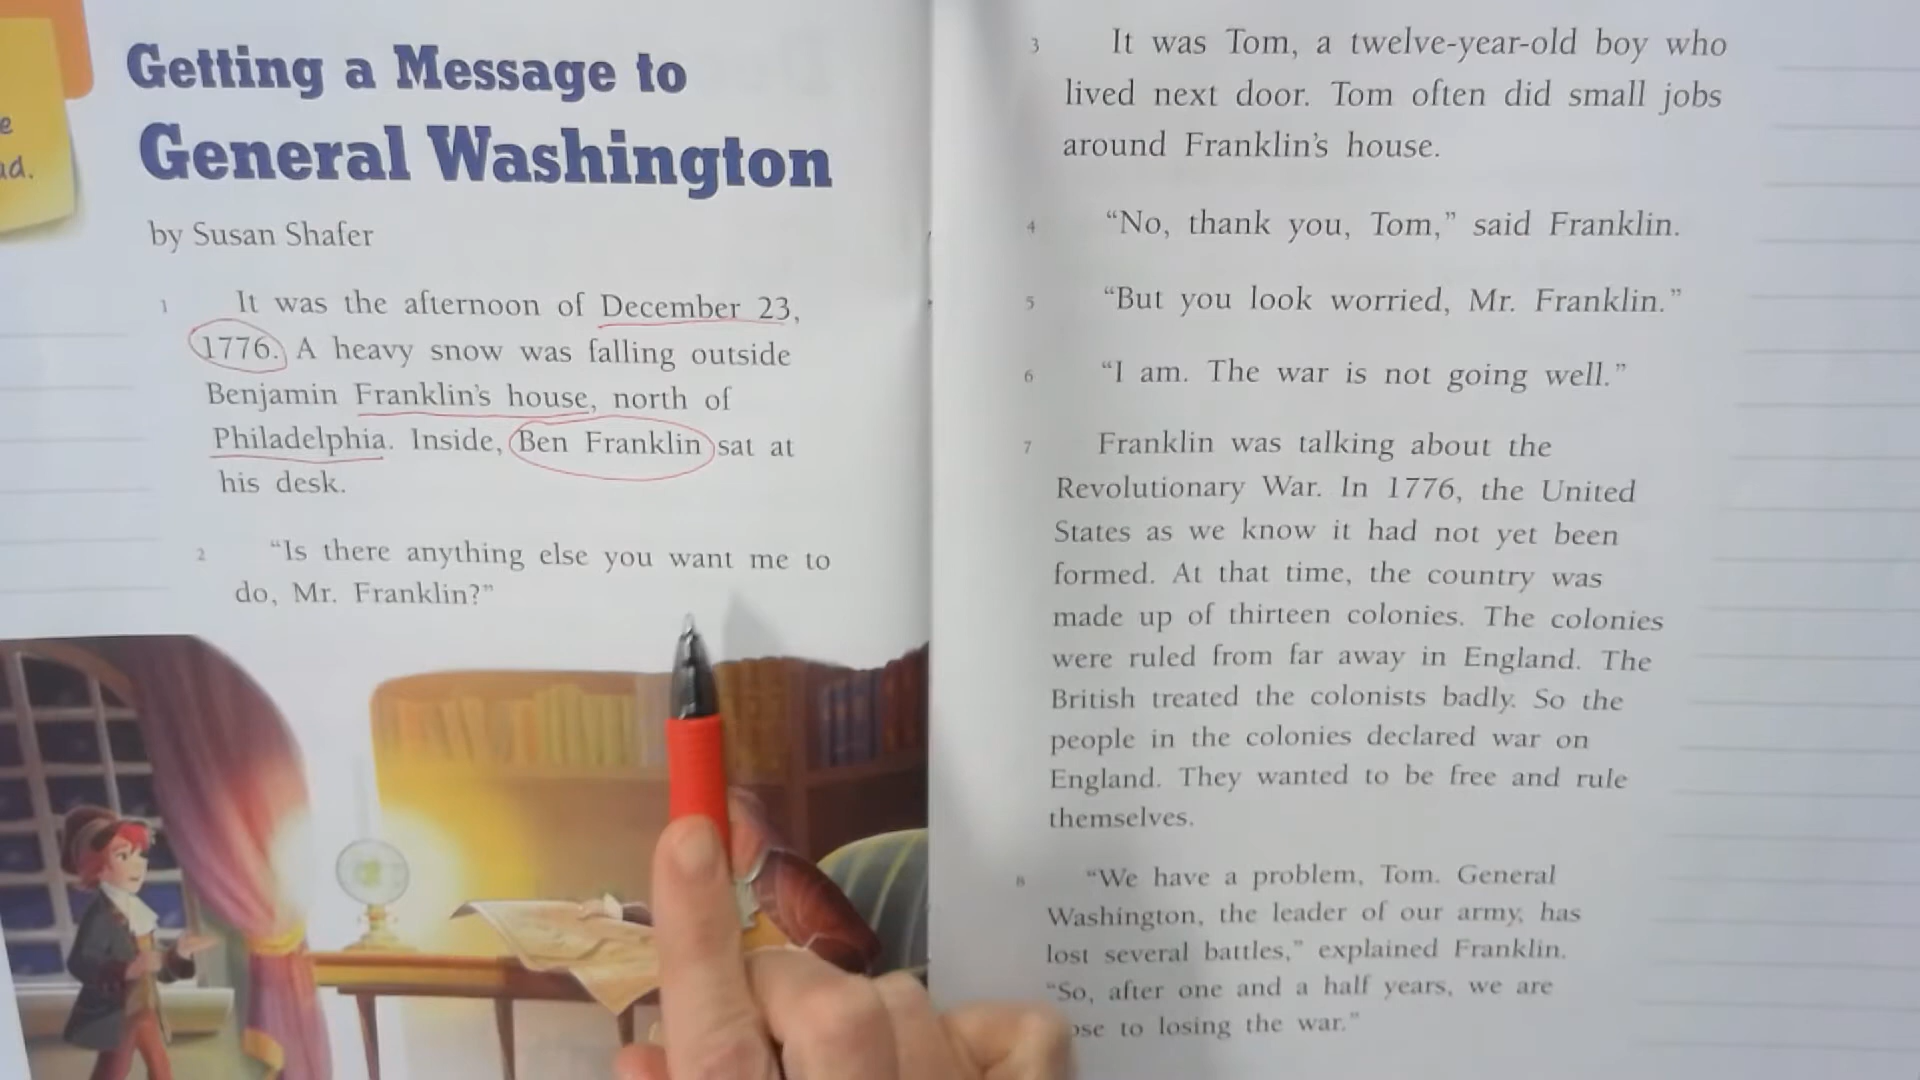 e
ad.
Getting a Message to
General Washington
by Susan Shafer
1 It was the afternoon of December 23,
1776. A heavy snow was falling outside
Benjamin Franklin's house, north of
Philadelphia. Inside, Ben Franklin sat at
his desk.
2 “Is there anything else you want me to
do, Mr. Franklin?”
3 It was Tom, a twelve-year-old boy who
lived next door. Tom often did small jobs
around Franklin's house.
4 “No, thank you, Tom,” said Franklin.
5 “But you look worried, Mr. Franklin.”
6 “I am. The war is not going well.”
7 Franklin was talking about the
Revolutionary War. In 1776, the United
States as we know it had not yet been
formed. At that time, the country was
made up of thirteen colonies. The colonies
were ruled from far away in England. The
British treated the colonists badly. So the
people in the colonies declared war on
England. They wanted to be free and rule
themselves.
8 “We have a problem, Tom. General
Washington, the leader of our army, has
lost several battles,” explained Franklin.
“So, after one and a half years, we are
ose to losing the war.”